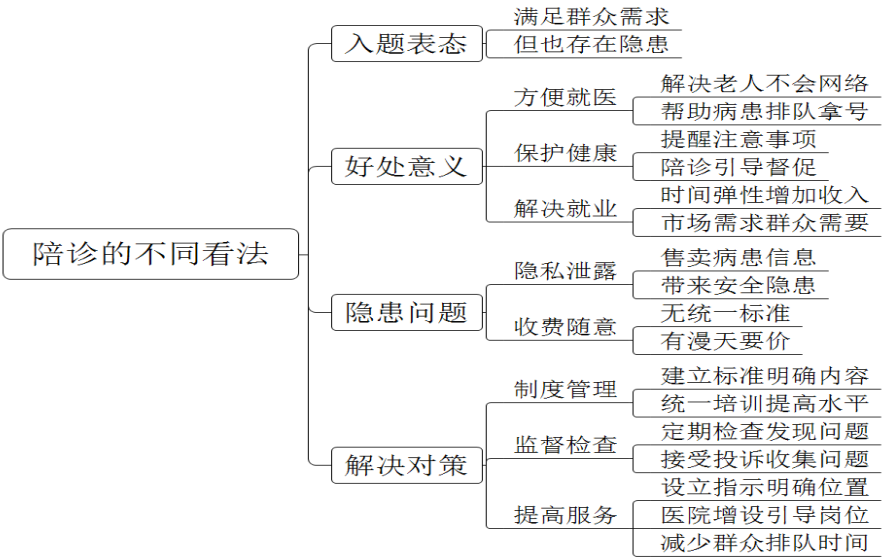 陪诊的不同看法
入题表态
满足群众需求
但也存在隐患
好处意义
方便就医
解决老人不会网络
帮助病患排队拿号
保护健康
提醒注意事项
陪诊引导督促
解决就业
时间弹性增加收入
市场需求群众需要
隐患问题
隐私泄露
售卖病患信息
带来安全隐患
收费随意
无统一标准
有漫天要价
解决对策
制度管理
建立标准明确内容
统一培训提高水平
监督检查
定期检查发现问题
接受投诉收集问题
提高服务
设立指示明确位置
医院增设引导岗位
减少群众排队时间